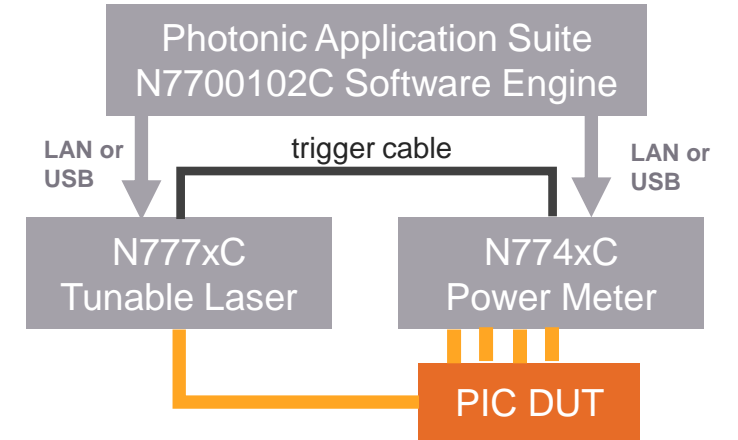 Photonic Application Suite
N7700102C Software Engine
LAN or
USB
trigger cable
LAN or
USB
N777xC
Tunable Laser
N774xC
Power Meter
PIC DUT